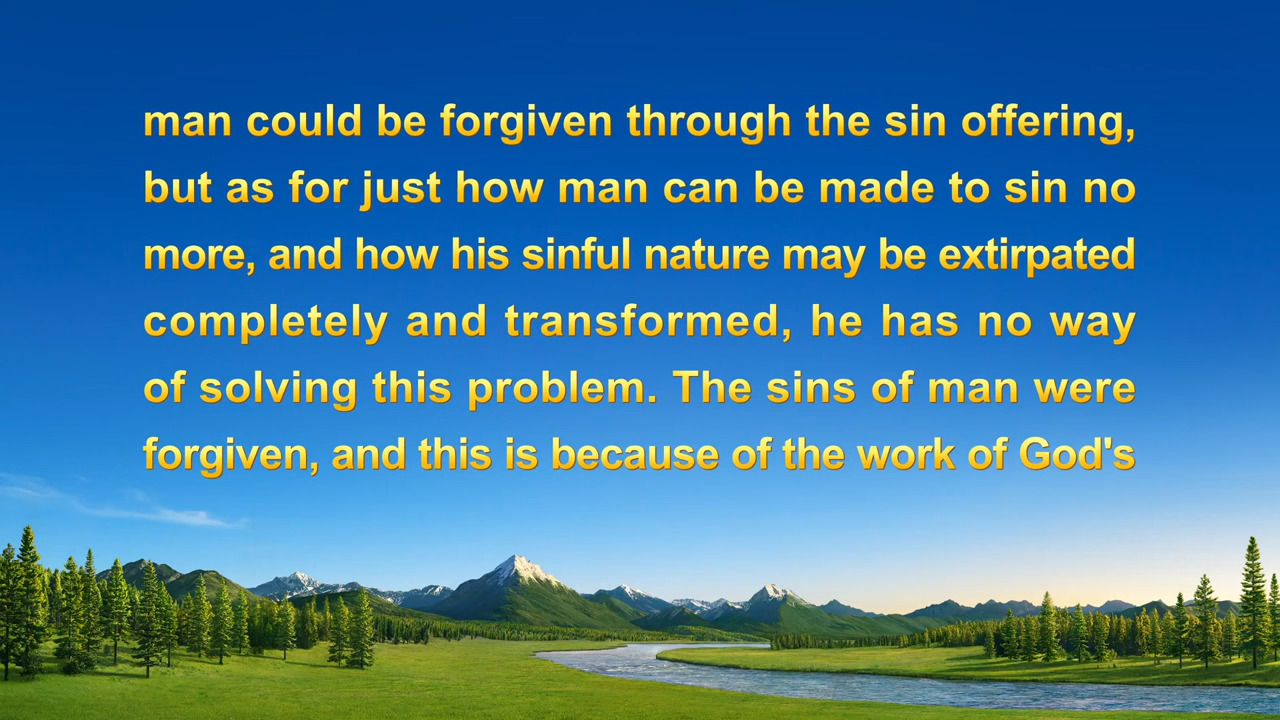 man could be forgiven through the sin offering,
but as for just how man can be made to sin no
more, and how his sinful nature may be extirpated
completely and transformed, he has no way
of solving this problem. The sins of man were
forgiven, and this is because of the work of God's